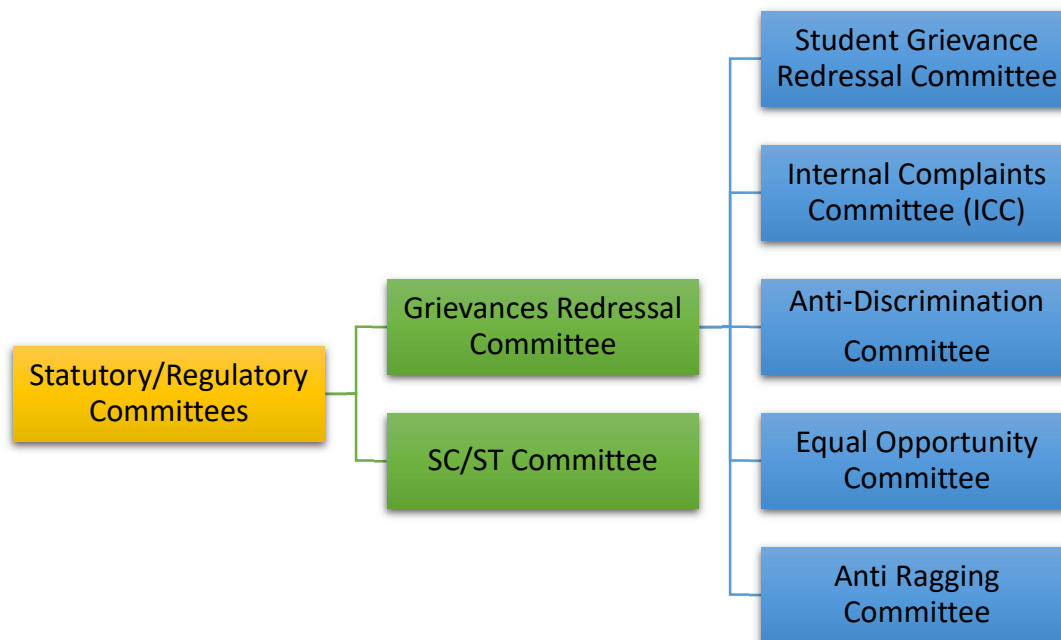 Statutory/Regulatory
Committees
Grievances Redressal
Committee
SC/ST Committee
Student Grievance
Redressal Committee
Internal Complaints
Committee (ICC)
Anti-Discrimination
Committee
Equal Opportunity
Committee
Anti Ragging
Committee